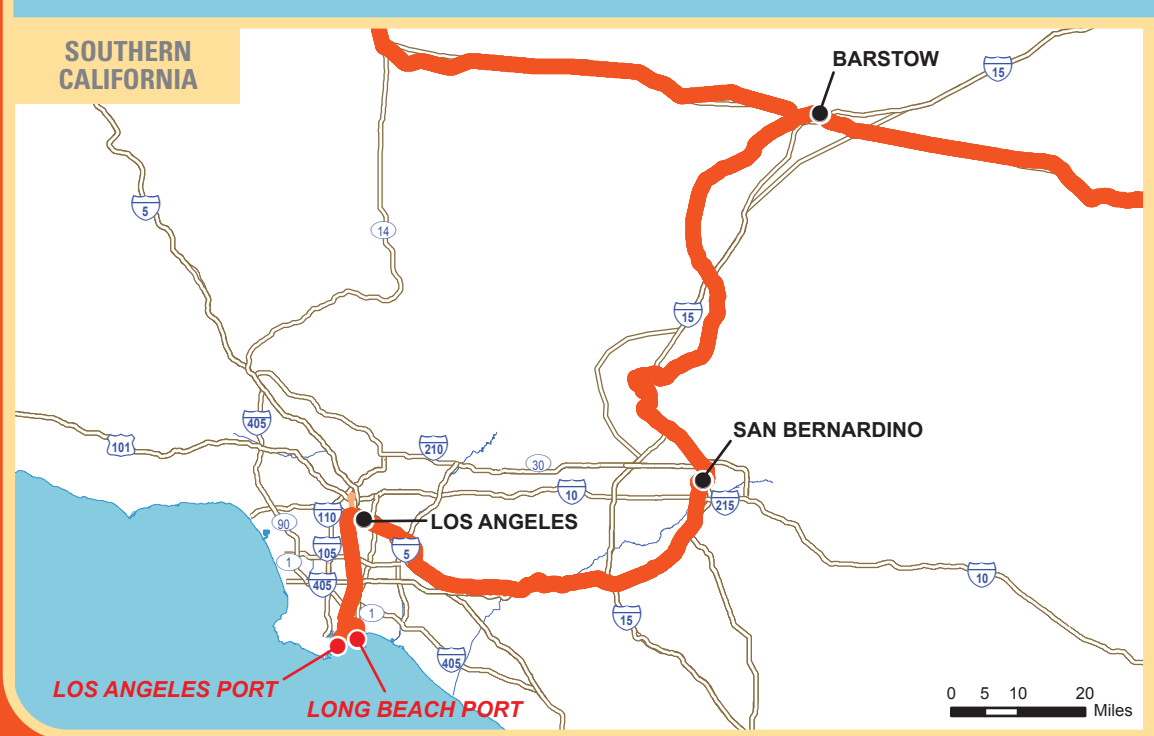 SOUTHERN
CALIFORNIA
BARSTOW
15
5
14
15
405
101
210
30
SAN BERNARDINO
10
215
110
LOS ANGELES
90
105
5
1
405
10
1
15
405
LOS ANGELES PORT
LONG BEACH PORT
0 5 10 20
Miles